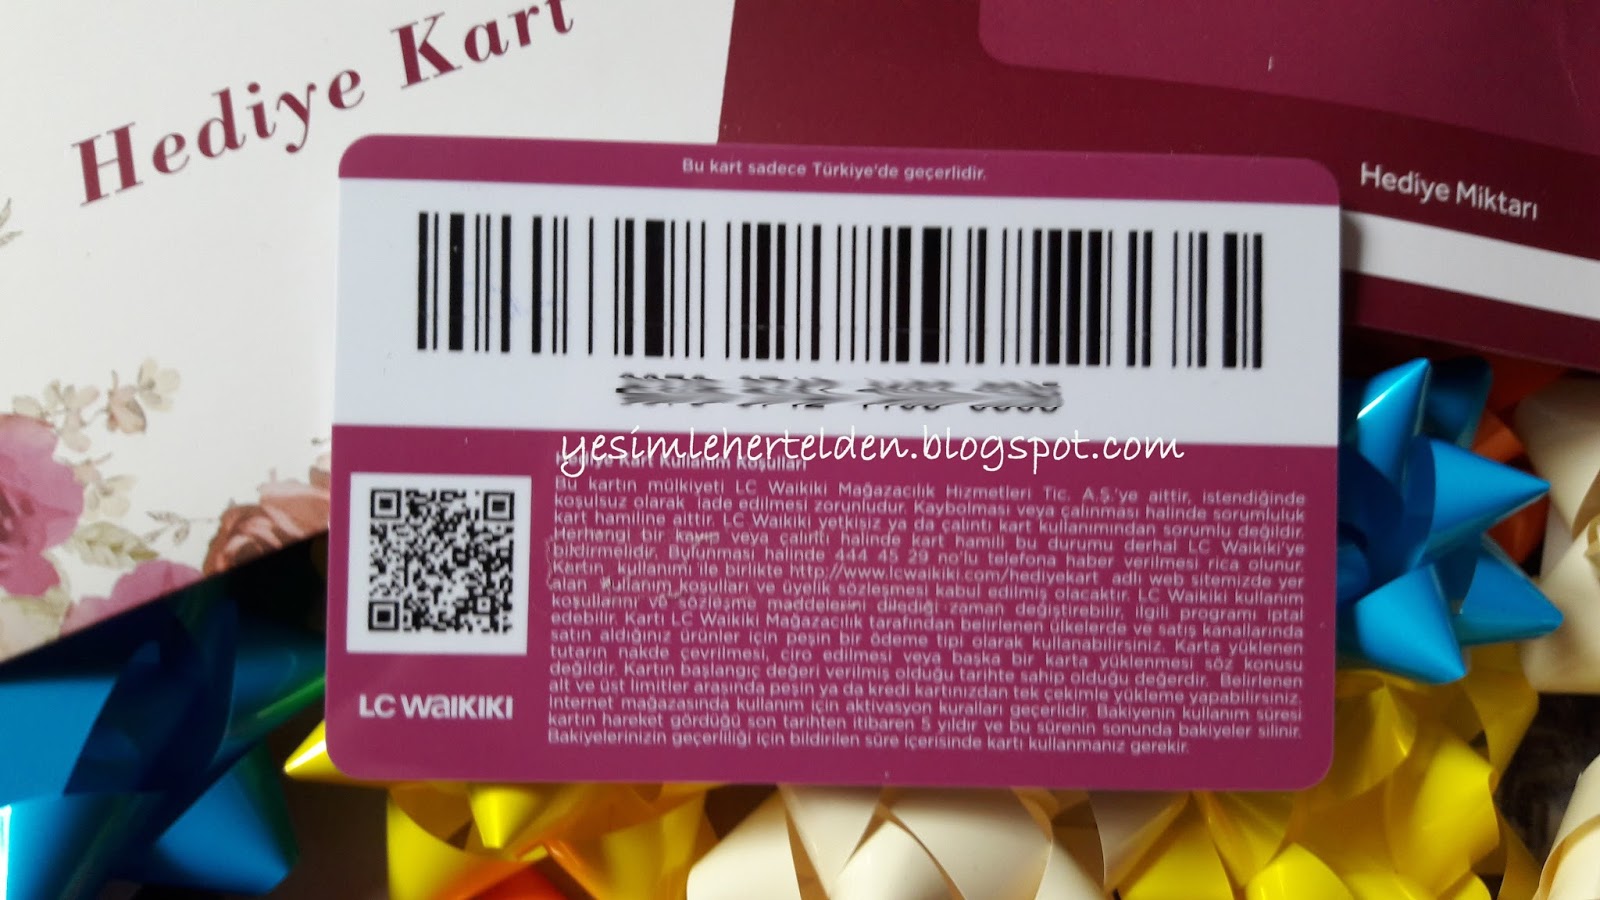 Hediye Kart
Hediye Miktarı
Bu kart sadece Türkiye'de geçerlidir.
yesimlehertelden.blogspot.com
Hediye Kart Kullanım Koşulları
Bu kartın mülkiyeti LC Waikiki Mağazacılık Hizmetleri Tic. A.Ş.'ye aittir, istendiğinde
koşulsuz olarak iade edilmesi zorunludur. Kaybolması veya çalınması halinde sorumluluk
kart hamiline aittir. LC Waikiki yetkisiz ya da çalıntı kart kullanımından sorumlu değildir.
Herhangi bir kayıp veya çalıntı halinde kart hamili bu durumu derhal LC Waikiki'ye
bildirmelidir. Bulunması halinde 444 45 29 no'lu telefona haber verilmesi rica olunur.
Kartın kullanımı ile birlikte http://www.lcwaikiki.com/hediyekart adlı web sitemizde yer
alan kullanım koşulları ve üyelik sözleşmesi kabul edilmiş olacaktır. LC Waikiki kullanım
koşullarını ve sözleşme maddelerini dilediği zaman değiştirebilir, ilgili programı iptal
edebilir. Kartı LC Waikiki Mağazacılık tarafından belirlenen ülkelerde ve satış kanallarında
satın aldığınız ürünler için peşin bir ödeme tipi olarak kullanabilirsiniz. Karta yüklenen
tutarın nakde çevrilmesi, ciro edilmesi veya başka bir karta yüklenmesi söz konusu
değildir. Kartın başlangıç değeri verilmiş olduğu tarihte sahip olduğu değerdir. Belirlenen
alt ve üst limitler arasında peşin ya da kredi kartınızdan tek çekimle yükleme yapabilirsiniz.
İnternet mağazasında kullanım için aktivasyon kuralları geçerlidir. Bakiyenin kullanım süresi
kartın hareket gördüğü son tarihten itibaren 5 yıldır ve bu sürenin sonunda bakiyeler silinir.
Bakiyelerinizin geçerliliği için bildirilen süre içerisinde kartı kullanmanız gerekir.
LC WAIKIKI